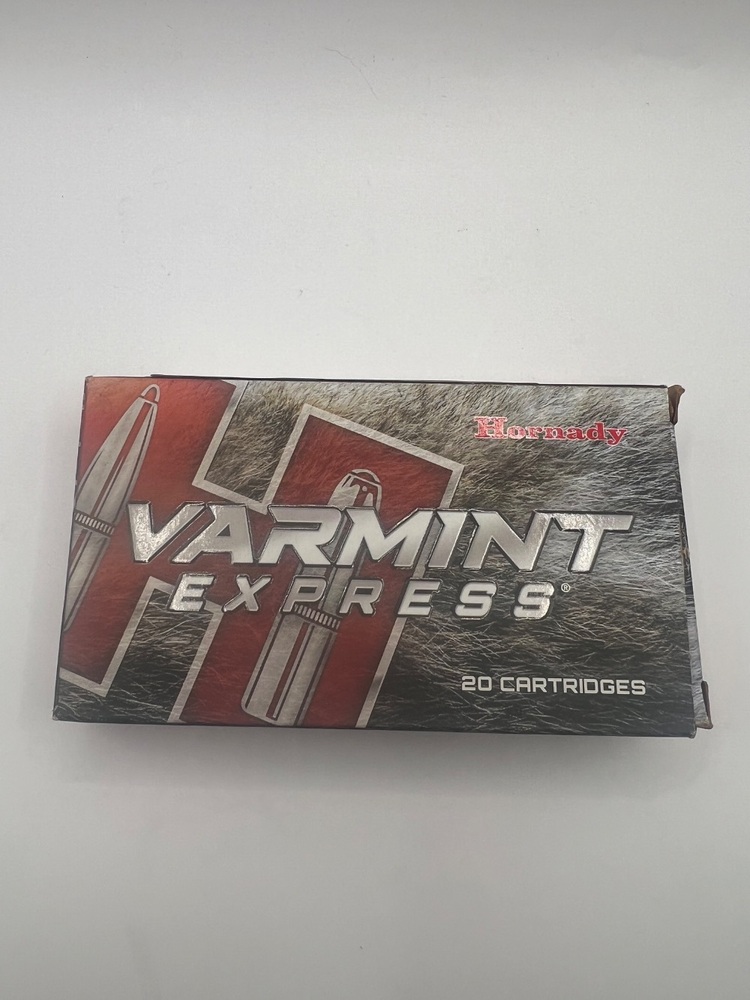 Hornady
VARMINT
EXPRESS®
20 CARTRIDGES